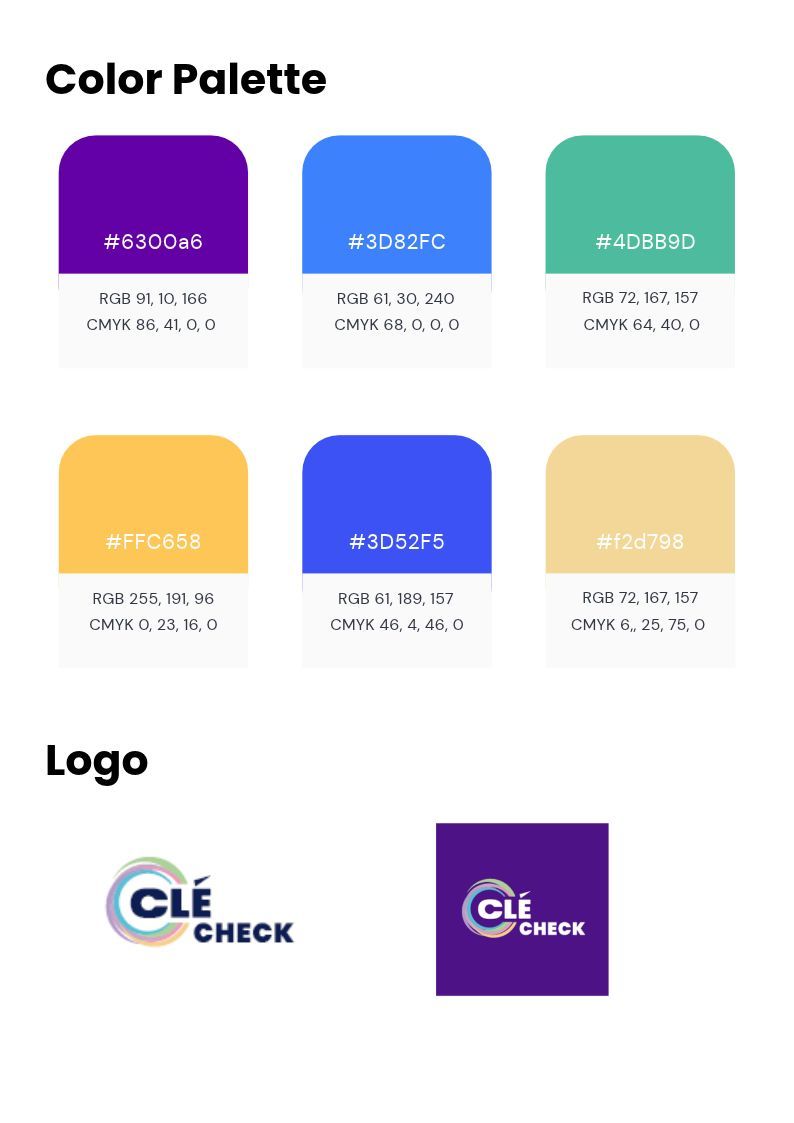 Color Palette
#6300a6
#3D82FC
#4DBB9D
RGB 91, 10, 166
RGB 61, 30, 240
RGB 72, 167, 157
CMYK 86, 41, 0, 0
CMYK 68, 0, 0, 0
CMYK 64, 40, 0
#FFC658
#3D52F5
#f2d798
RGB 255, 191, 96
RGB 61, 189, 157
RGB 72, 167, 157
CMYK 0, 23, 16, 0
CMYK 46, 4, 46, 0
CMYK 6,, 25, 75, 0
Logo
CLÉ
CHECK
CLÉ
CHECK